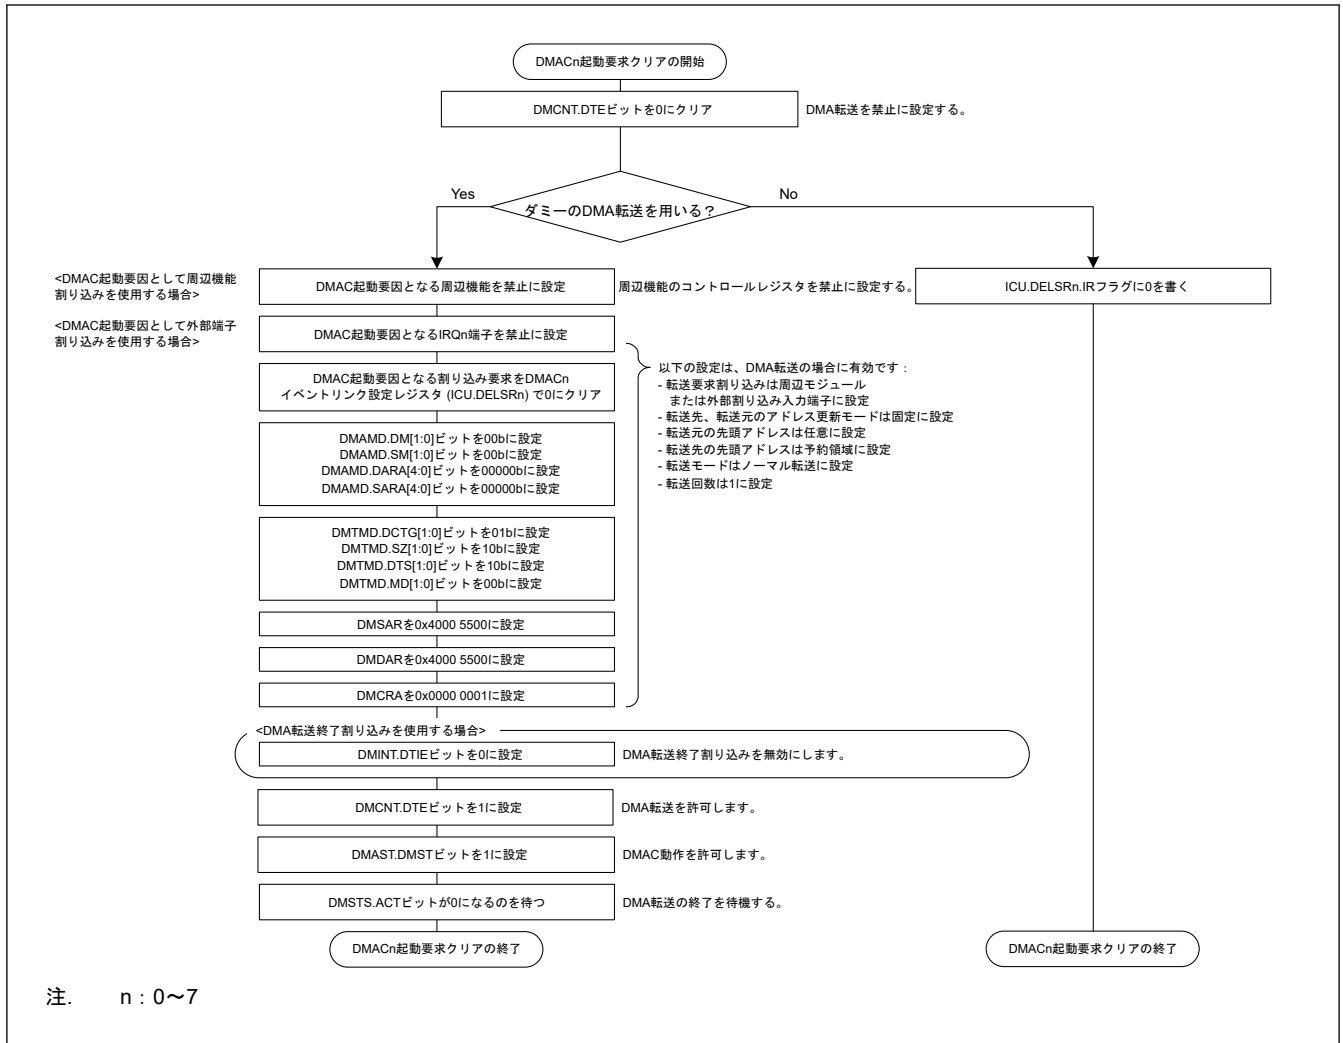 DMACn起動要求クリアの開始
DMCNT.DTEビットを0にクリア
DMA転送を禁止に設定する。
Yes
No
ダミーのDMA転送を用いる？
<DMAC起動要因として周辺機能
割り込みを使用する場合>
DMAC起動要因となる周辺機能を禁止に設定
周辺機能のコントロールレジスタを禁止に設定する。
ICU.DELSRn.IRフラグに0を書く
<DMAC起動要因として外部端子
割り込みを使用する場合>
DMAC起動要因となるIRQn端子を禁止に設定
DMAC起動要因となる割り込み要求をDMACn
イベントリンク設定レジスタ (ICU.DELSRn) で0にクリア
以下の設定は、DMA転送の場合に有効です：
- 転送要求割り込みは周辺モジュール
または外部割り込み入力端子に設定
- 転送先、転送元のアドレス更新モードは固定に設定
- 転送元の先頭アドレスは任意に設定
- 転送先の先頭アドレスは予約領域に設定
- 転送モードはノーマル転送に設定
- 転送回数は1に設定
DMAMD.DM[1:0]ビットを00bに設定
DMAMD.SM[1:0]ビットを00bに設定
DMAMD.DARA[4:0]ビットを00000bに設定
DMAMD.SARA[4:0]ビットを00000bに設定
DMTMD.DCTG[1:0]ビットを01bに設定
DMTMD.SZ[1:0]ビットを10bに設定
DMTMD.DTS[1:0]ビットを10bに設定
DMTMD.MD[1:0]ビットを00bに設定
DMSARを0x4000 5500に設定
DMDARを0x4000 5500に設定
DMCRAを0x0000 0001に設定
<DMA転送終了割り込みを使用する場合>
DMINT.DTIEビットを0に設定
DMA転送終了割り込みを無効にします。
DMCNT.DTEビットを1に設定
DMA転送を許可します。
DMAST.DMSTビットを1に設定
DMAC動作を許可します。
DMSTS.ACTビットが0になるのを待つ
DMA転送の終了を待機する。
DMACn起動要求クリアの終了
DMACn起動要求クリアの終了
注. n：0～7